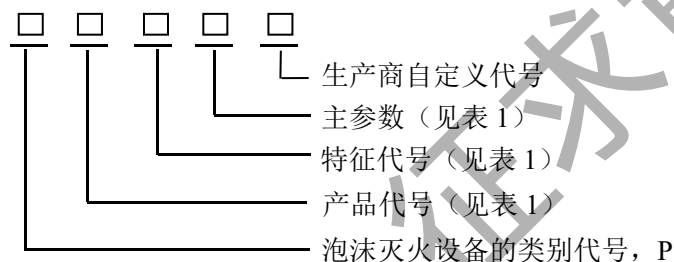 □ □ □ □ □
生产商自定义代号
主参数（见表 1）
特征代号（见表 1）
产品代号（见表 1）
泡沫灭火设备的类别代号，P
征求